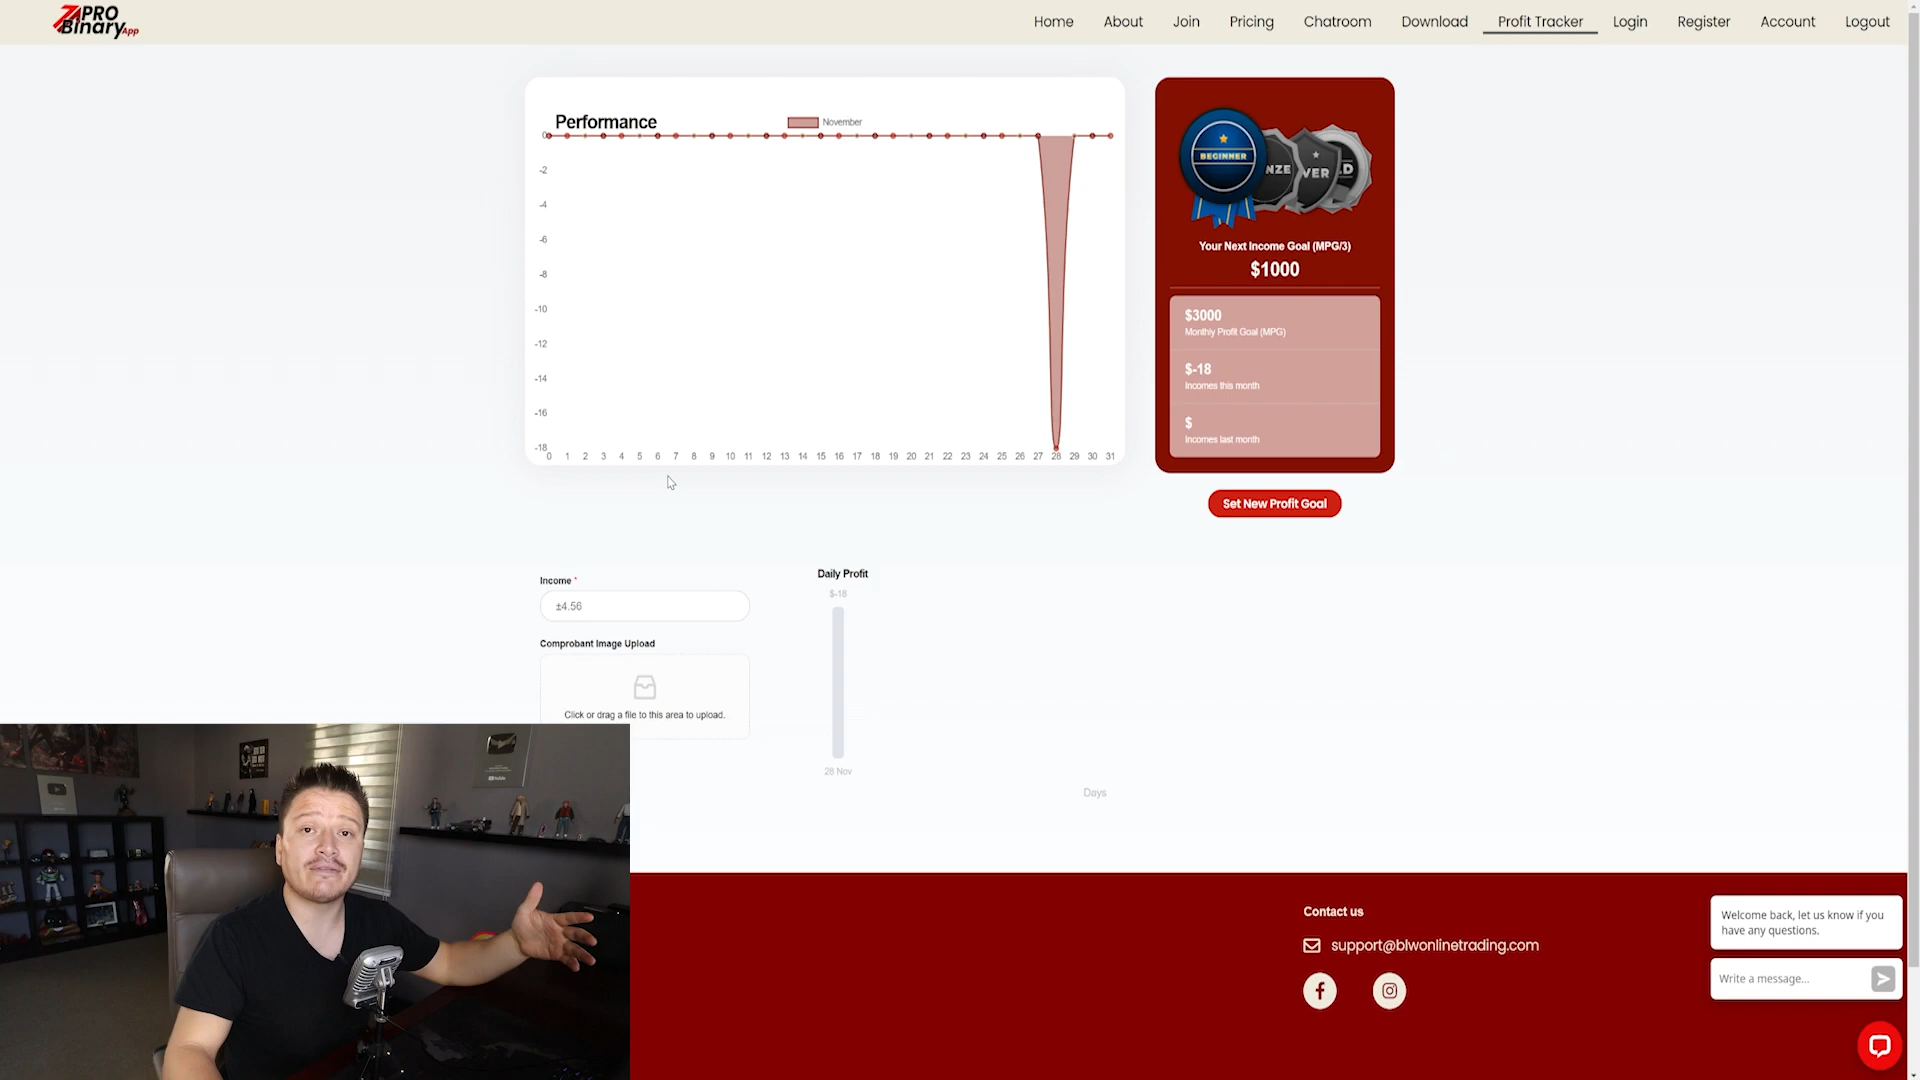 PRO
Binary App
Home About Join Pricing Chatroom Download Profit Tracker Login Register Account Logout
Performance
November
0
-2
-4
-6
-8
-10
-12
-14
-16
-18
0 1 2 3 4 5 6 7 8 9 10 11 12 13 14 15 16 17 18 19 20 21 22 23 24 25 26 27 28 29 30 31
BEGINNER
NZE
VER
D
Your Next Income Goal (MPG/3)
$1000
$3000
Monthly Profit Goal (MPG)
$-18
Incomes this month
$
Incomes last month
Set New Profit Goal
Income *
±4.56
Comprobant Image Upload
Click or drag a file to this area to upload.
Daily Profit
$-18
28 Nov
Days
Contact us
support@blwonlinetrading.com
Welcome back, let us know if you
have any questions.
Write a message...